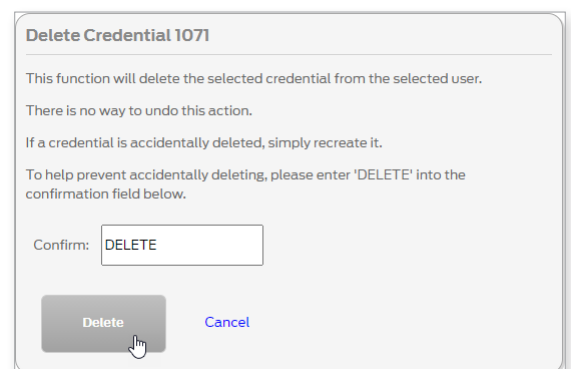 Delete Credential 1071
This function will delete the selected credential from the selected user.
There is no way to undo this action.
If a credential is accidentally deleted, simply recreate it.
To help prevent accidentally deleting, please enter 'DELETE' into the
confirmation field below.
Confirm: DELETE
Delete Cancel